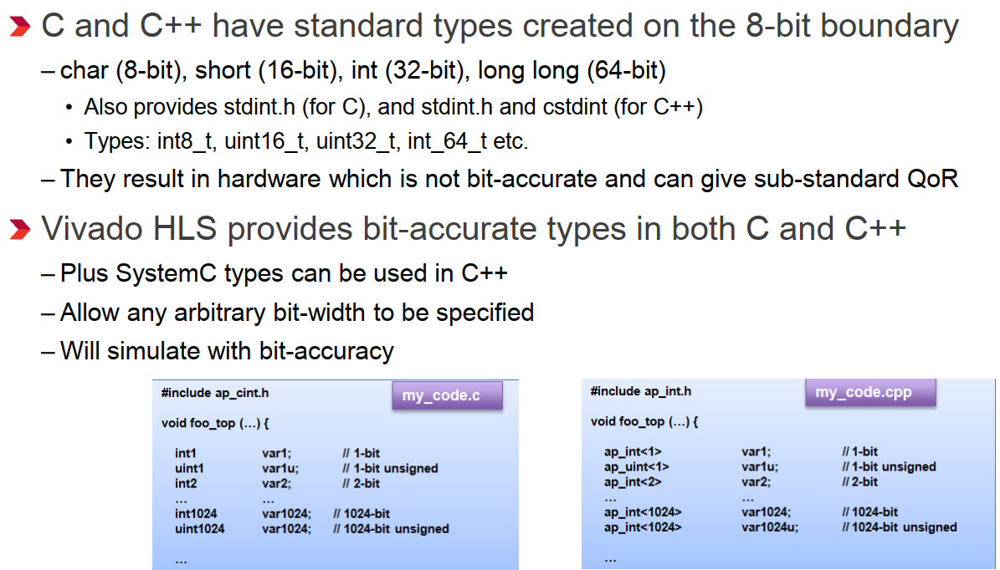 C and C++ have standard types created on the 8-bit boundary
– char (8-bit), short (16-bit), int (32-bit), long long (64-bit)
• Also provides stdint.h (for C), and stdint.h and cstdint (for C++)
• Types: int8_t, uint16_t, uint32_t, int_64_t etc.
– They result in hardware which is not bit-accurate and can give sub-standard QoR
Vivado HLS provides bit-accurate types in both C and C++
– Plus SystemC types can be used in C++
– Allow any arbitrary bit-width to be specified
– Will simulate with bit-accuracy
#include ap_cint.h
my_code.c
void foo_top (…) {
int1 var1; // 1-bit
uint1 var1u; // 1-bit unsigned
int2 var2; // 2-bit
… …
int1024 var1024; // 1024-bit
uint1024 var1024; // 1024-bit unsigned
…
#include ap_int.h
my_code.cpp
void foo_top (…) {
ap_int<1> var1; // 1-bit
ap_uint<1> var1u; // 1-bit unsigned
ap_int<2> var2; // 2-bit
… …
ap_int<1024> var1024; // 1024-bit
ap_int<1024> var1024u; // 1024-bit unsigned
…